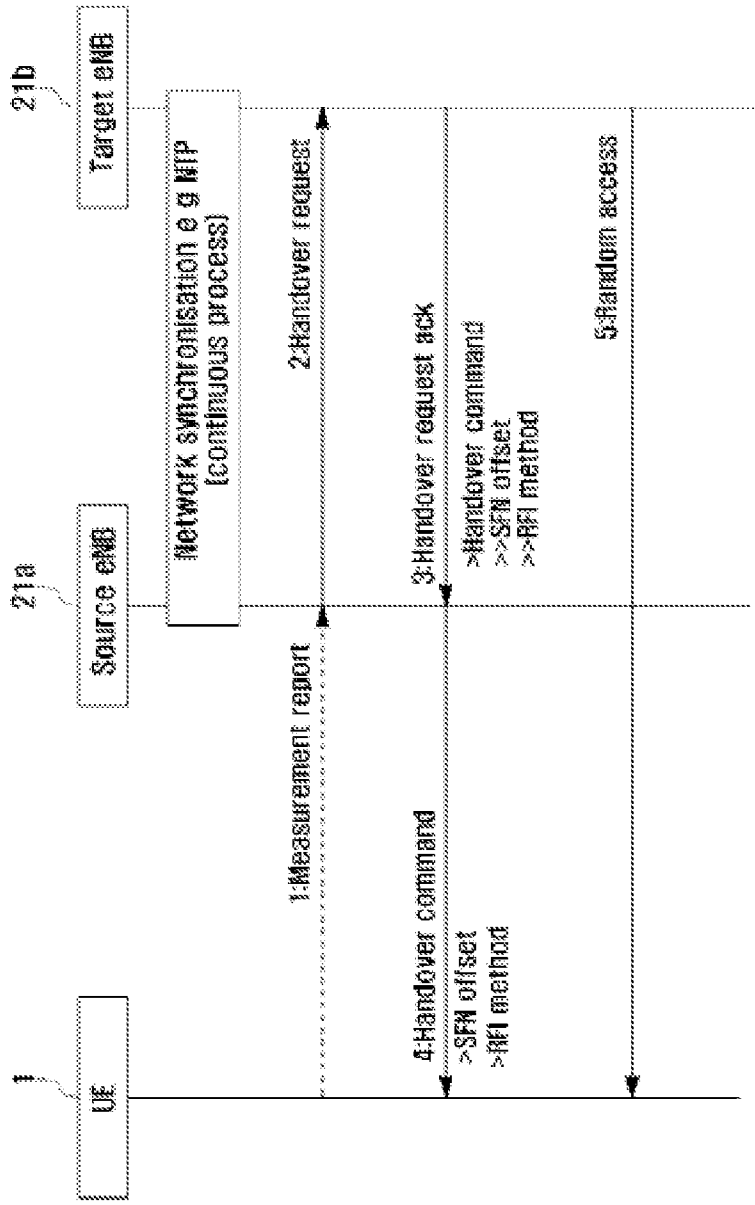 1
21a
21b
UE
Source eNB
Target eNB
Network synchronisation e g NTP
(continuous process)
1:Measurement report
2:Handover request
3:Handover request ack
>Handover command
>>SFN offset
>>RFI method
4:Handover command
>SFN offset
>RFI method
5:Random access